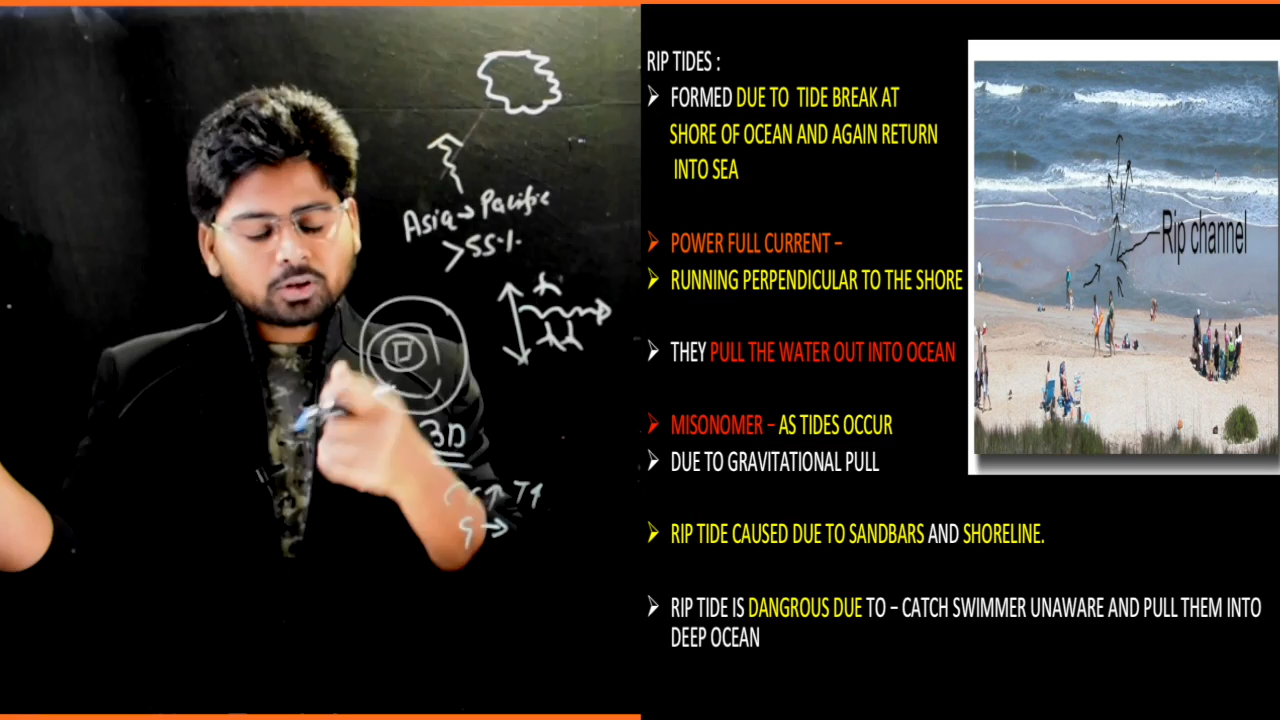 Asia → Pacific
>55%
D
3D
RIP TIDES :
FORMED DUE TO TIDE BREAK AT
SHORE OF OCEAN AND AGAIN RETURN
INTO SEA
POWER FULL CURRENT –
RUNNING PERPENDICULAR TO THE SHORE
THEY PULL THE WATER OUT INTO OCEAN
MISONOMER – AS TIDES OCCUR
DUE TO GRAVITATIONAL PULL
RIP TIDE CAUSED DUE TO SANDBARS AND SHORELINE.
RIP TIDE IS DANGROUS DUE TO – CATCH SWIMMER UNAWARE AND PULL THEM INTO
DEEP OCEAN
Rip channel